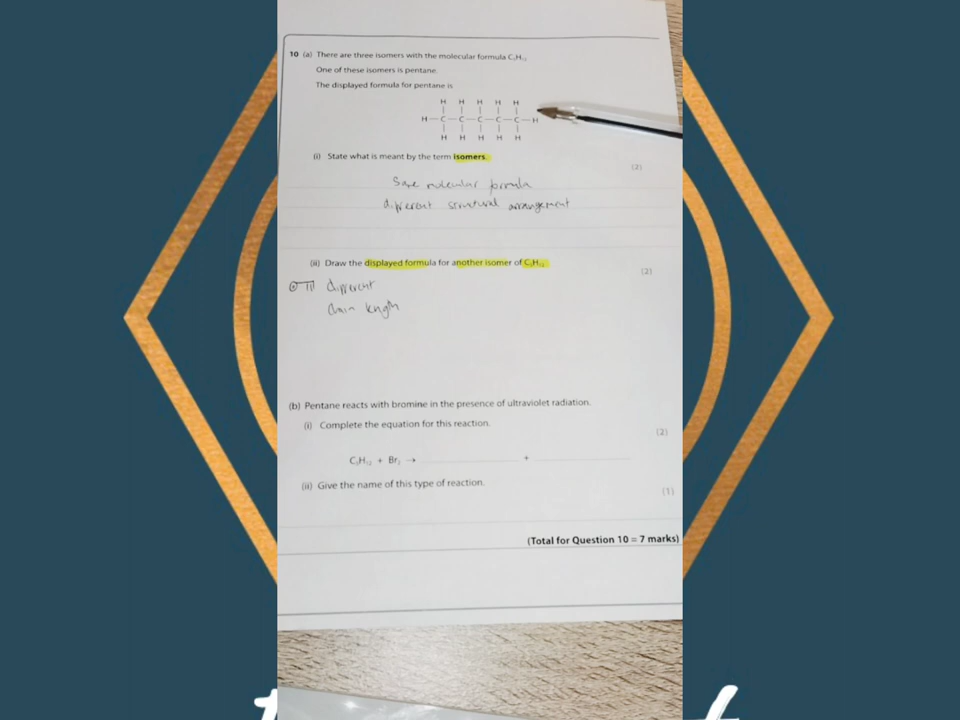 10 (a) There are three isomers with the molecular formula C₅H₁₂
One of these isomers is pentane.
The displayed formula for pentane is
H H H H H
H—C—C—C—C—C—H
H H H H H
(i) State what is meant by the term isomers.
(2)
Same molecular formula
different structural arrangement
(ii) Draw the displayed formula for another isomer of C₅H₁₂
(2)
different
chain length
(b) Pentane reacts with bromine in the presence of ultraviolet radiation.
(i) Complete the equation for this reaction.
(2)
C₅H₁₂ + Br₂ → +
(ii) Give the name of this type of reaction.
(1)
(Total for Question 10 = 7 marks)